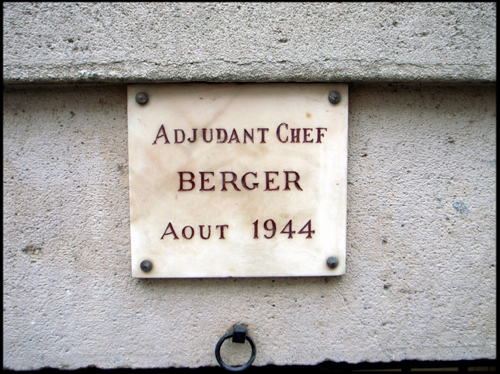 ADJUDANT CHEF
BERGER
AOUT 1944